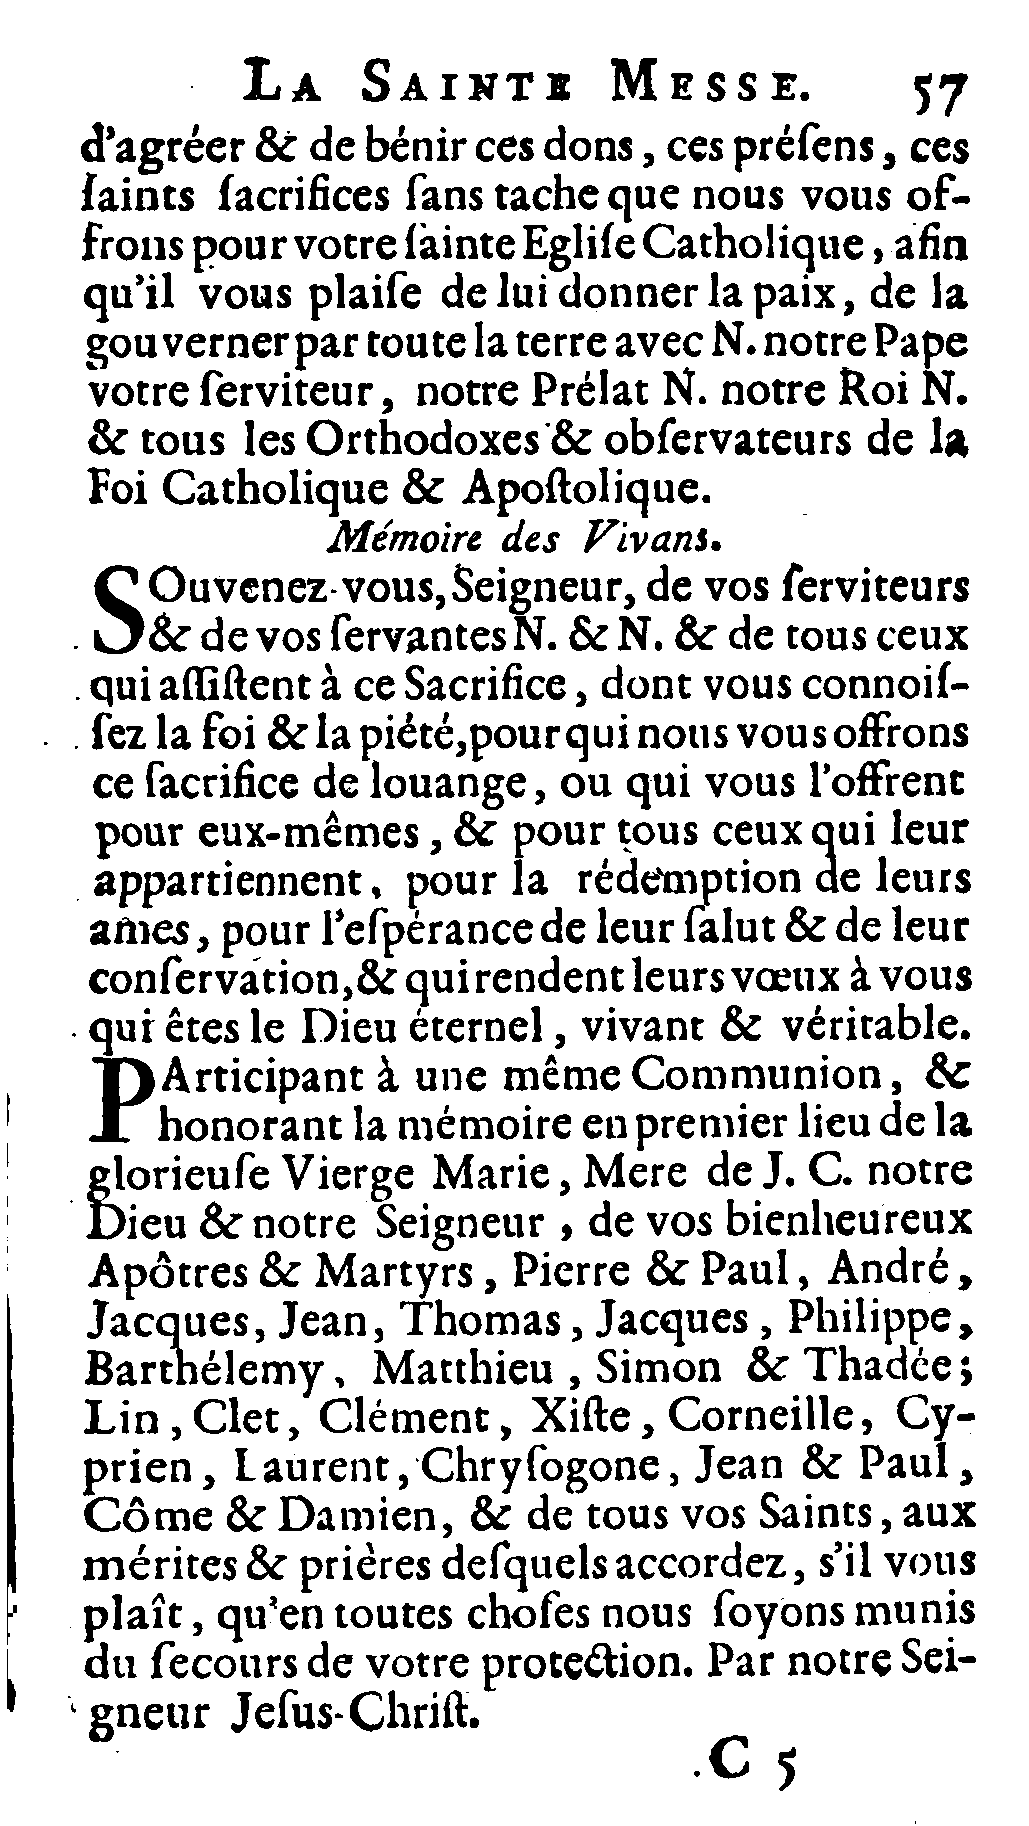 LA SAINTE MESSE. 57
d'agréer & de bénir ces dons, ces préſens, ces
ſaints ſacrifices ſans tache que nous vous of-
frons pour votre ſainte Egliſe Catholique, afin
qu'il vous plaiſe de lui donner la paix, de la
gouverner par toute la terre avec N. notre Pape
votre ſerviteur, notre Prélat N. notre Roi N.
& tous les Orthodoxes & obſervateurs de la
Foi Catholique & Apoſtolique.
Mémoire des Vivans.
SOuvenez-vous, Seigneur, de vos ſerviteurs
& de vos ſervantes N. & N. & de tous ceux
qui aſſiſtent à ce Sacrifice, dont vous connoiſ-
ſez la foi & la piété, pour qui nous vous offrons
ce ſacrifice de louange, ou qui vous l'offrent
pour eux-mêmes, & pour tous ceux qui leur
appartiennent, pour la rédemption de leurs
ames, pour l'eſpérance de leur ſalut & de leur
conſervation, & qui rendent leurs vœux à vous
qui êtes le Dieu éternel, vivant & véritable.
PArticipant à une même Communion, &
honorant la mémoire en premier lieu de la
glorieuſe Vierge Marie, Mere de J. C. notre
Dieu & notre Seigneur, de vos bienheureux
Apôtres & Martyrs, Pierre & Paul, André,
Jacques, Jean, Thomas, Jacques, Philippe,
Barthélemy, Matthieu, Simon & Thadée;
Lin, Clet, Clément, Xiſte, Corneille, Cy-
prien, Laurent, Chryſogone, Jean & Paul,
Côme & Damien, & de tous vos Saints, aux
mérites & prières deſquels accordez, s'il vous
plaît, qu'en toutes choſes nous ſoyons munis
du ſecours de votre protection. Par notre Sei-
gneur Jeſus-Chriſt.
C 5